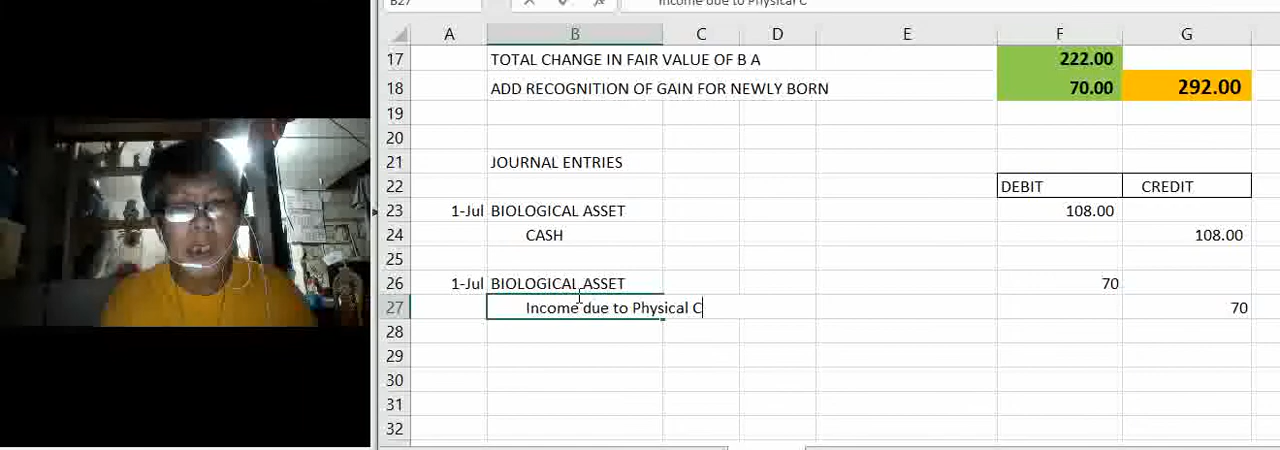 B27 fx Income due to Physical C
A B C D E F G
17 TOTAL CHANGE IN FAIR VALUE OF B A 222.00
18 ADD RECOGNITION OF GAIN FOR NEWLY BORN 70.00 292.00
19
20
21 JOURNAL ENTRIES
22 DEBIT CREDIT
23 1-Jul BIOLOGICAL ASSET 108.00
24 CASH 108.00
25
26 1-Jul BIOLOGICAL ASSET 70
27 Income due to Physical C 70
28
29
30
31
32